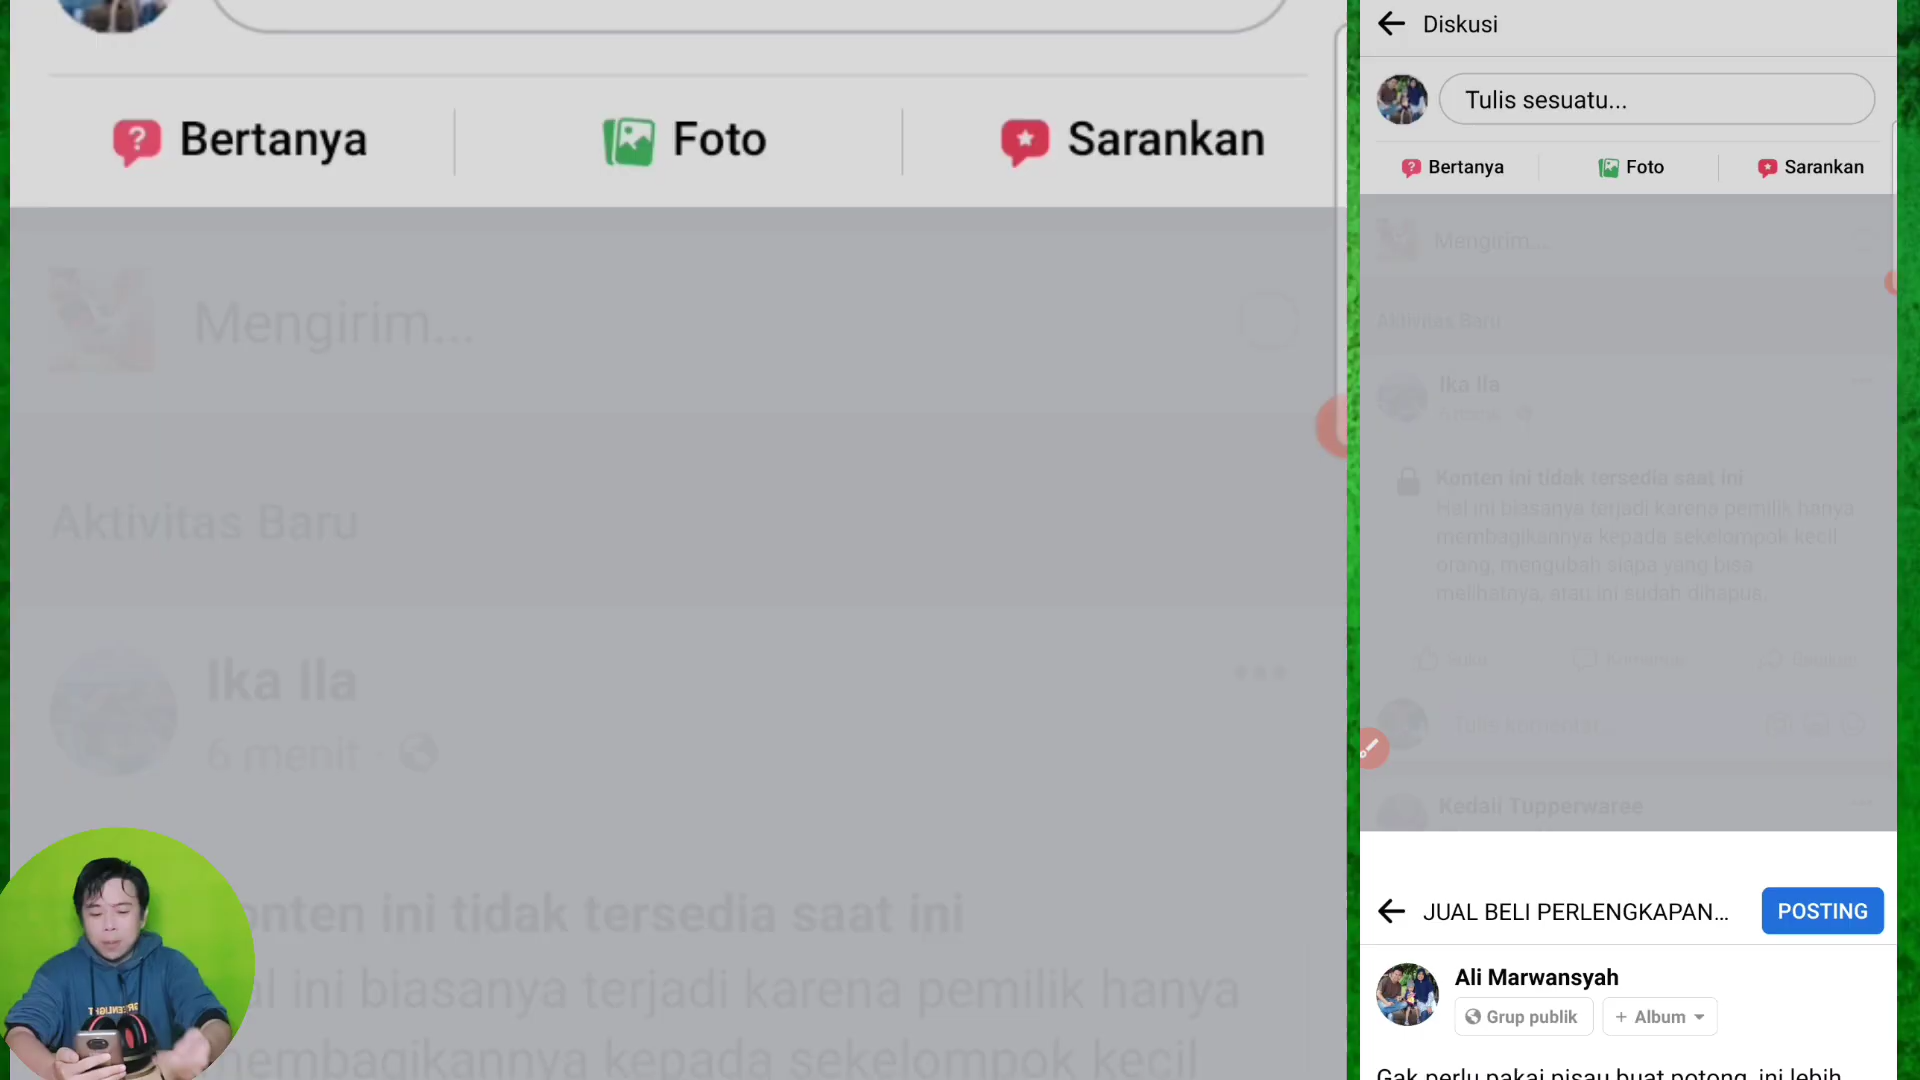 Bertanya
Foto
Sarankan
Mengirim...
Aktivitas Baru
Ika Ila
6 menit ·
onten ini tidak tersedia saat ini
al ini biasanya terjadi karena pemilik hanya
membagikannya kepada sekelompok kecil
Diskusi
Tulis sesuatu...
Bertanya
Foto
Sarankan
Mengirim...
Aktivitas Baru
Ika Ila
6 menit
Konten ini tidak tersedia saat ini
Hal ini biasanya terjadi karena pemilik hanya
membagikannya kepada sekelompok kecil
orang, mengubah siapa yang bisa
melihatnya, atau ini sudah dihapus.
Suka
Komentar
Bagikan
Tulis komentar...
Kedali Tupperwaree
JUAL BELI PERLENGKAPAN...
POSTING
Ali Marwansyah
Grup publik
+ Album
Gak perlu pakai pisau buat potong, ini lebih